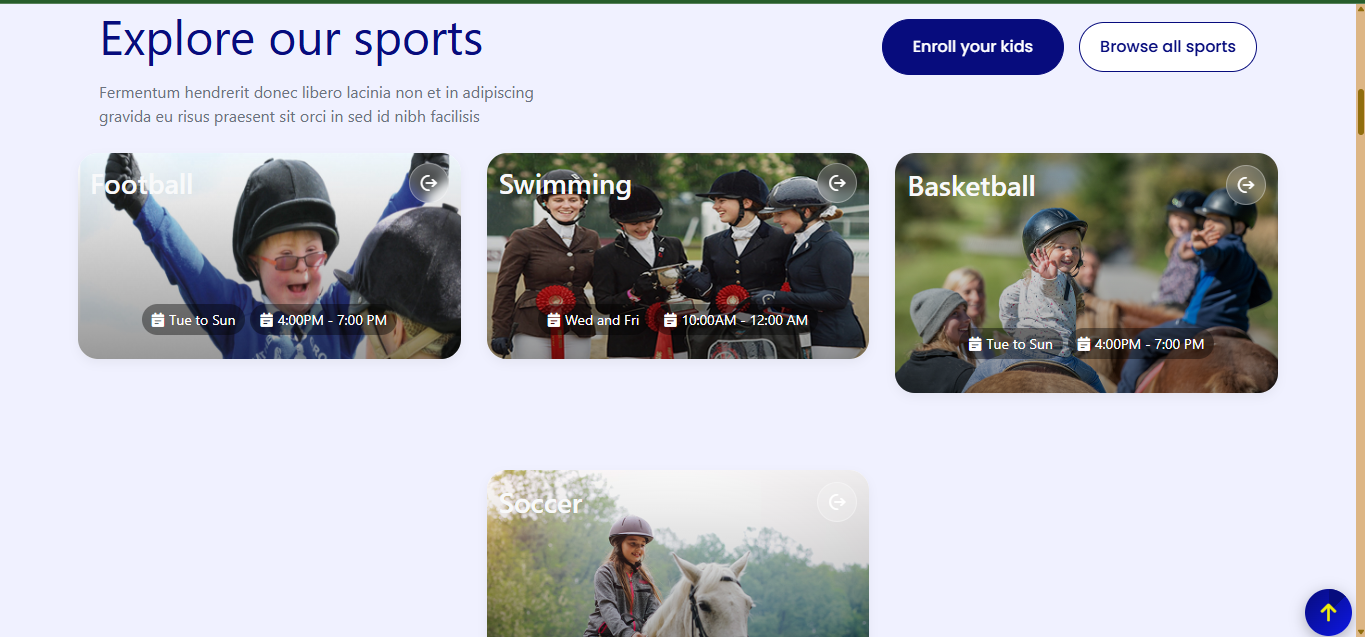 Explore our sports
Enroll your kids
Browse all sports
Fermentum hendrerit donec libero lacinia non et in adipiscing
gravida eu risus praesent sit orci in sed id nibh facilisis
Football
Swimming
Basketball
Tue to Sun
4:00PM - 7:00 PM
Wed and Fri
10:00AM - 12:00 AM
Tue to Sun
4:00PM - 7:00 PM
Soccer